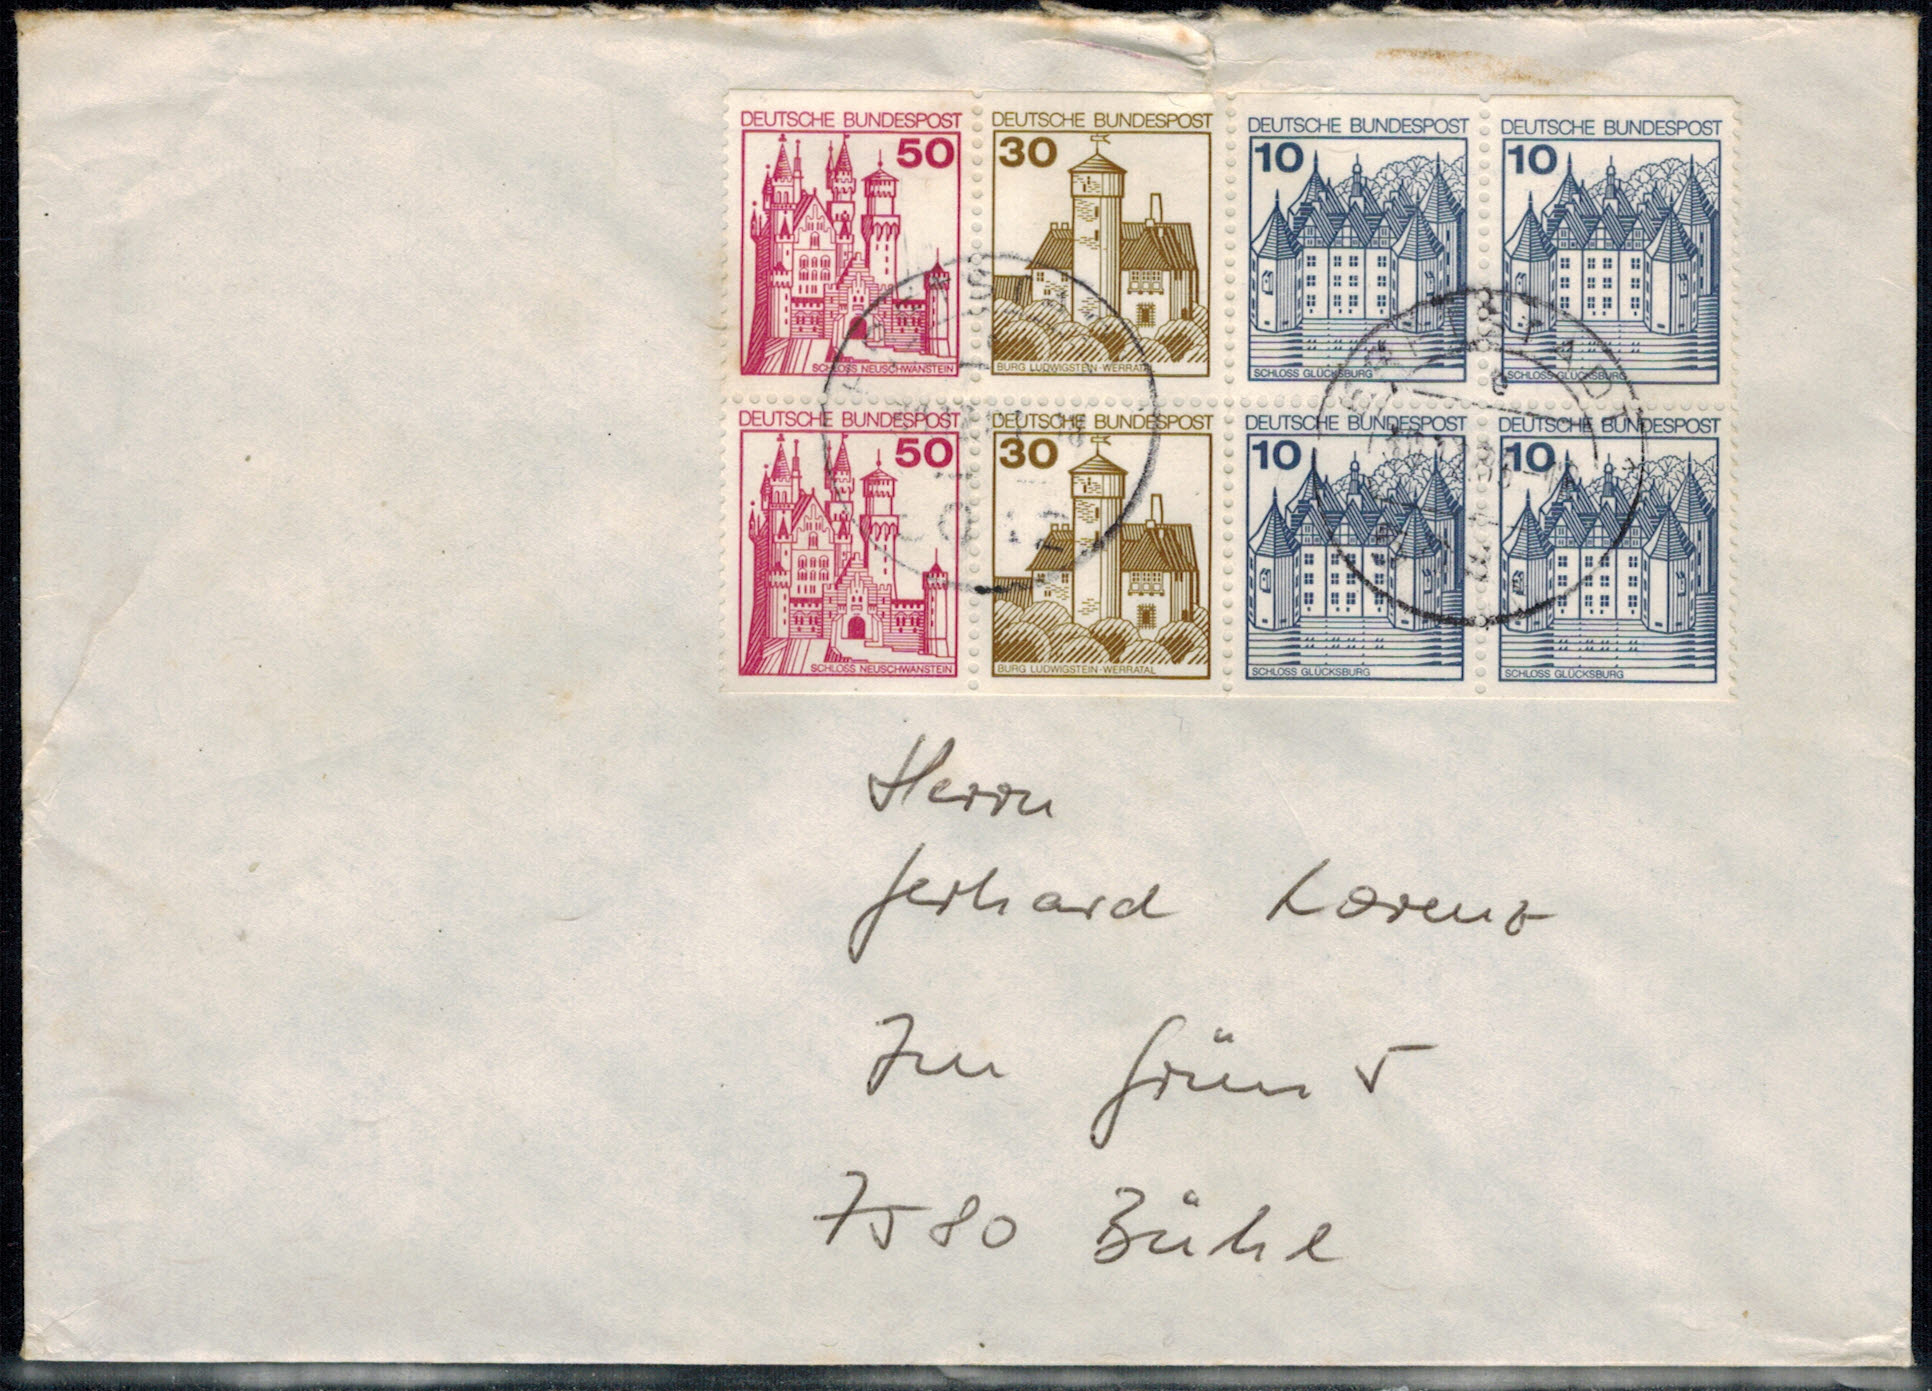 DEUTSCHE BUNDESPOST DEUTSCHE BUNDESPOST DEUTSCHE BUNDESPOST DEUTSCHE BUNDESPOST
50 30 10 10
SCHLOSS NEUSCHWANSTEIN BURG LUDWIGSTEIN-WERRATAL SCHLOSS GLÜCKSBURG SCHLOSS GLÜCKSBURG
DEUTSCHE BUNDESPOST DEUTSCHE BUNDESPOST DEUTSCHE BUNDESPOST DEUTSCHE BUNDESPOST
50 30 10 10
SCHLOSS NEUSCHWANSTEIN BURG LUDWIGSTEIN-WERRATAL SCHLOSS GLÜCKSBURG SCHLOSS GLÜCKSBURG
Herrn
Gerhard Lorenz
Im Grün 5
7580 Bühl